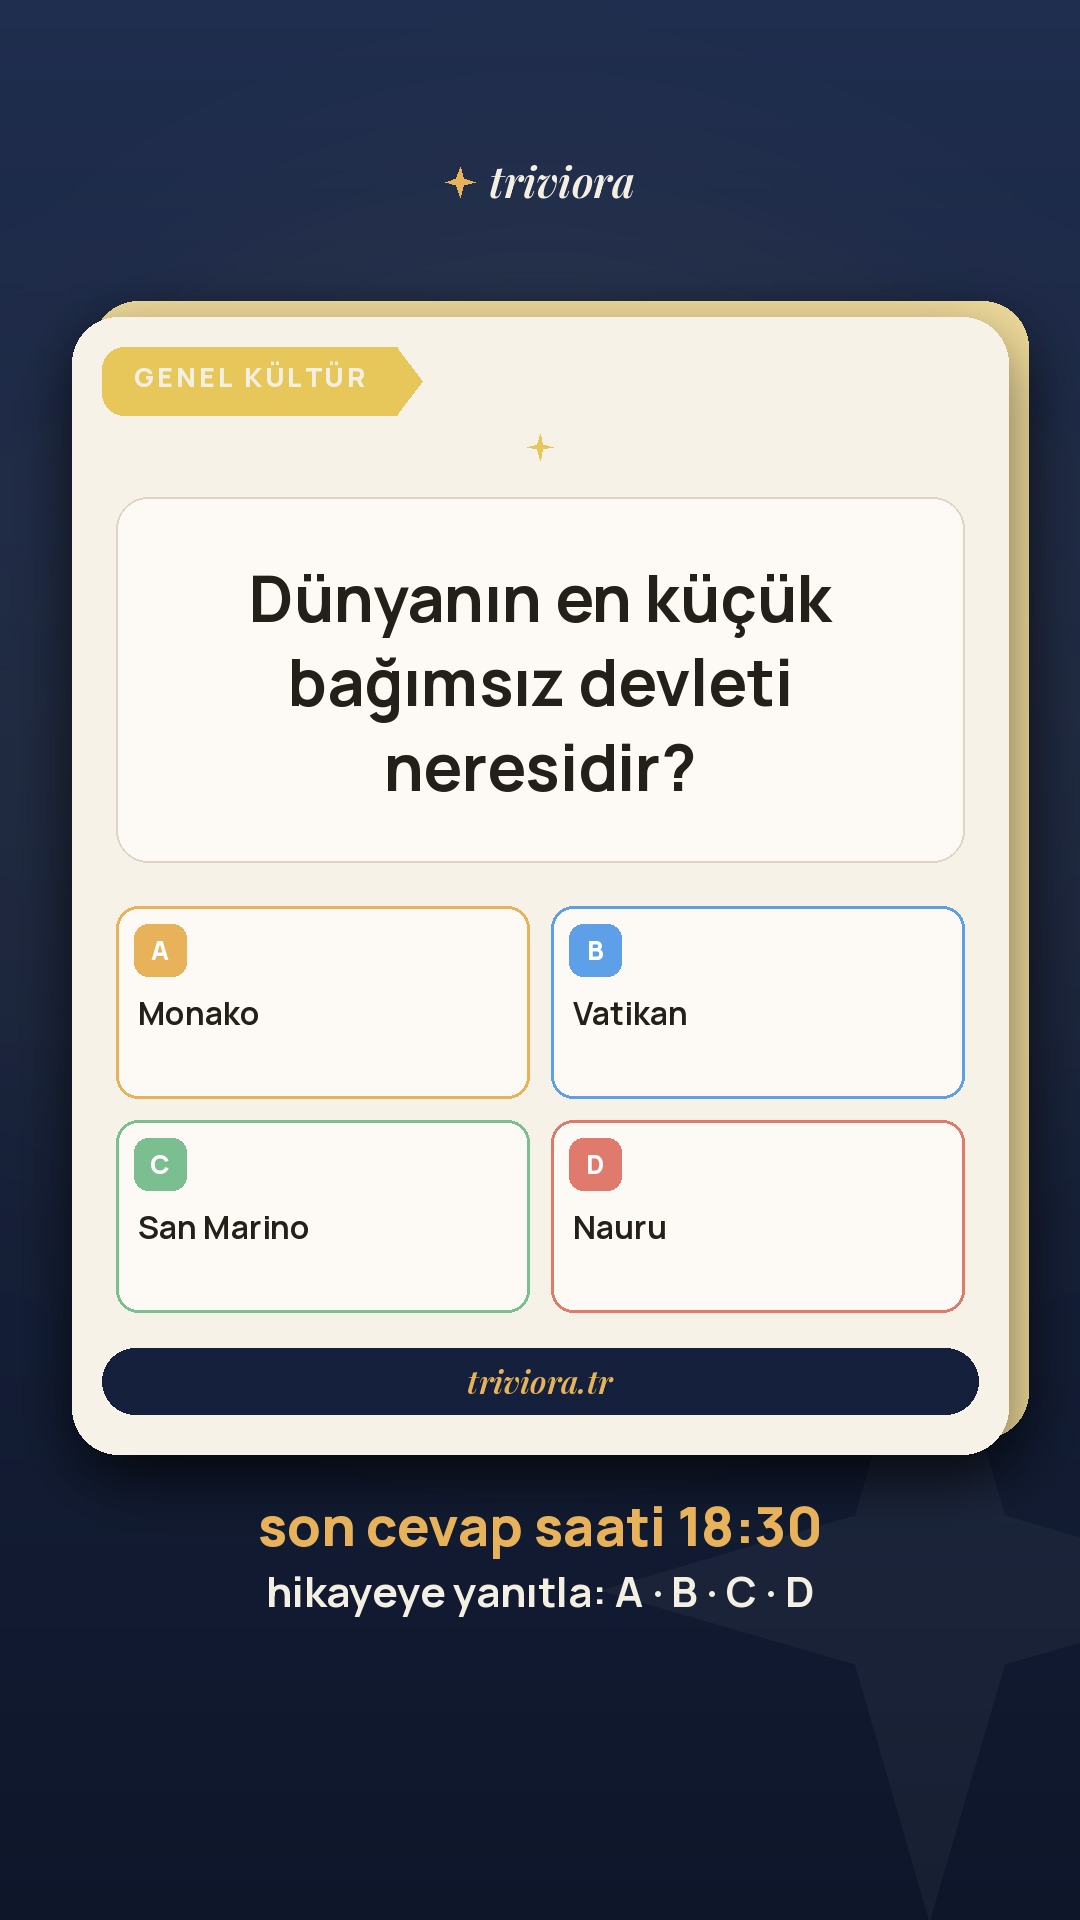 triviora
GENEL KÜLTÜR
Dünyanın en küçük
bağımsız devleti
neresidir?
A
Monako
B
Vatikan
C
San Marino
D
Nauru
triviora.tr
son cevap saati 18:30
hikayeye yanıtla: A · B · C · D